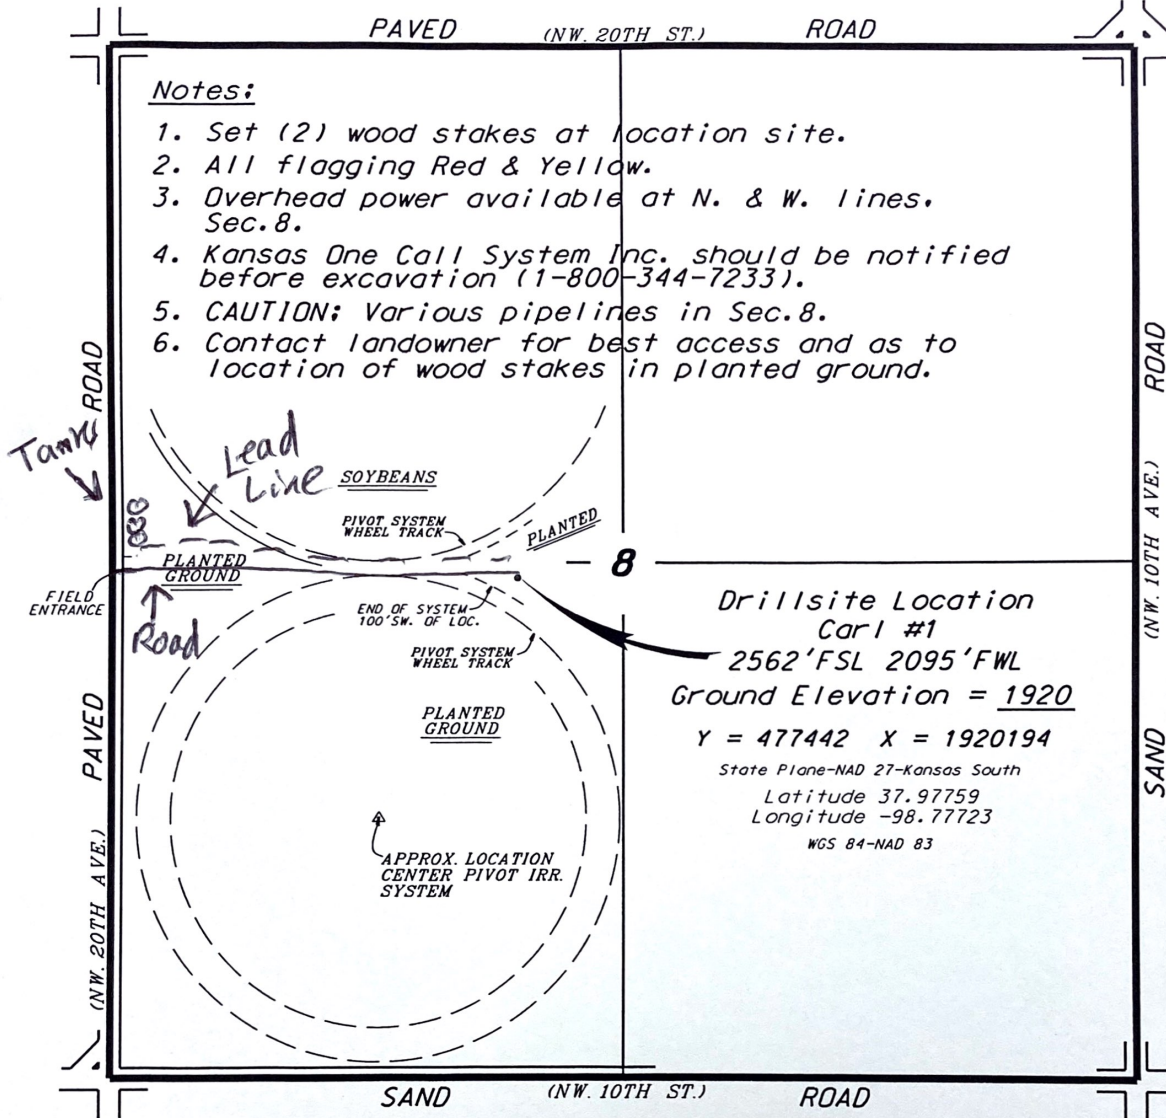 PAVED (NW. 20TH ST.) ROAD
Notes:
1. Set (2) wood stakes at location site.
2. All flagging Red & Yellow.
3. Overhead power available at N. & W. lines.
Sec.8.
4. Kansas One Call System Inc. should be notified
before excavation (1-800-344-7233).
5. CAUTION: Various pipelines in Sec.8.
6. Contact landowner for best access and as to
location of wood stakes in planted ground.
PAVED (NW. 20TH AVE.) ROAD
SAND (NW. 10TH AVE.) ROAD
Tanks
Lead
Line
SOYBEANS
PIVOT SYSTEM
WHEEL TRACK
PLANTED
PLANTED
GROUND
8
FIELD
ENTRANCE
Road
END OF SYSTEM
100'SW. OF LOC.
PIVOT SYSTEM
WHEEL TRACK
PLANTED
GROUND
Drillsite Location
Carl #1
2562'FSL 2095'FWL
Ground Elevation = 1920
Y = 477442 X = 1920194
State Plane-NAD 27-Kansas South
Latitude 37.97759
Longitude -98.77723
WGS 84-NAD 83
APPROX. LOCATION
CENTER PIVOT IRR.
SYSTEM
SAND (NW. 10TH ST.) ROAD